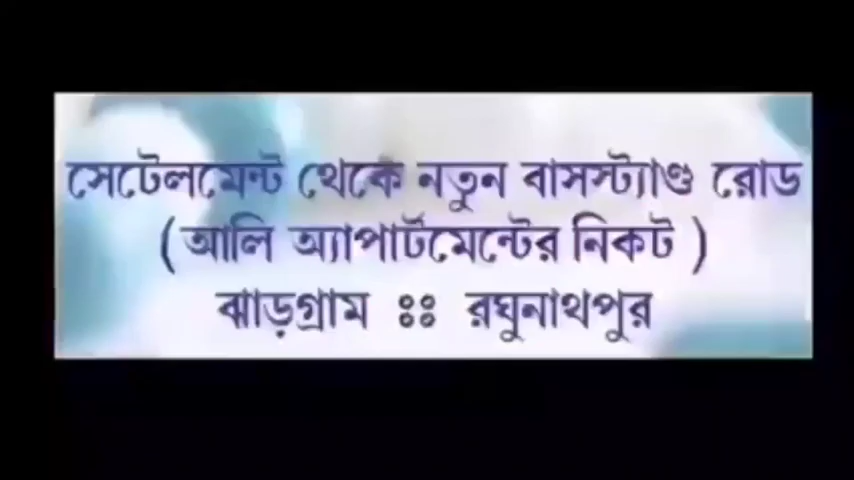 সেটেলমেন্ট থেকে নতুন বাসস্ট্যাণ্ড রোড
( আলি অ্যাপার্টমেন্টের নিকট )
ঝাড়গ্রাম ঃঃ রঘুনাথপুর